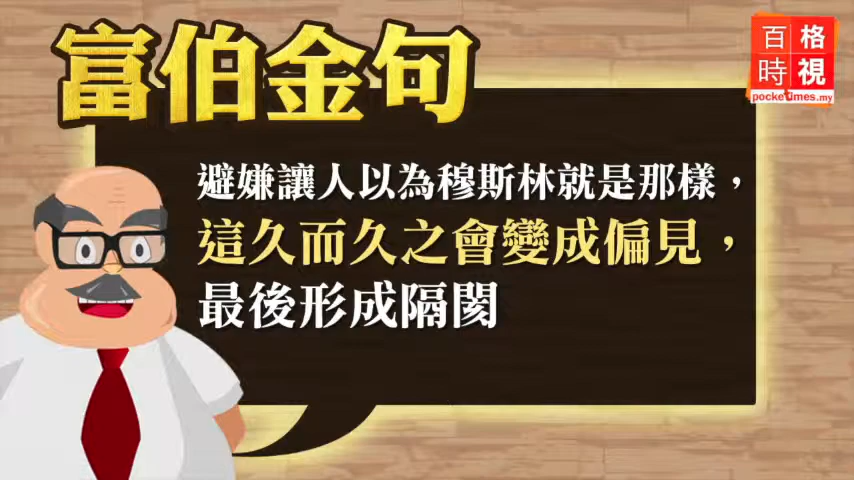 富伯金句
百格
時視
pocketimes.my
避嫌讓人以為穆斯林就是那樣，
這久而久之會變成偏見，
最後形成隔閡